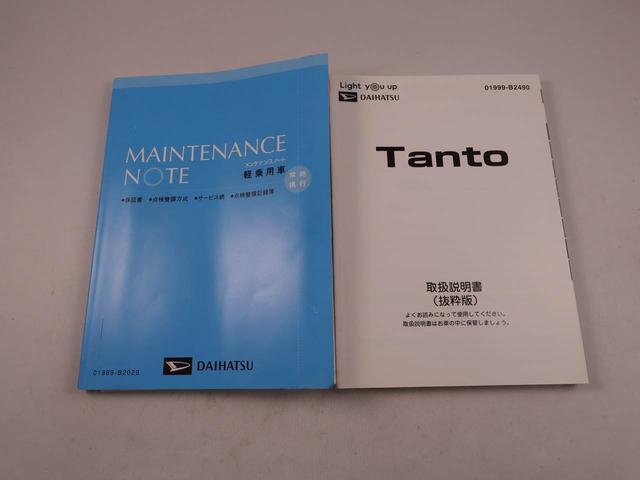 MAINTENANCE
NOTE
メンテナンスノート
軽乗用車
常時
携行
●保証書 ●点検整備方式 ●サービス網 ●点検整備記録簿
DAIHATSU
01989-B2029
Light you up
DAIHATSU
01999-B2490
Tanto
取扱説明書
(抜粋版)
よくお読みになって使用してください。
取扱説明書はお車の中に保管しましょう。